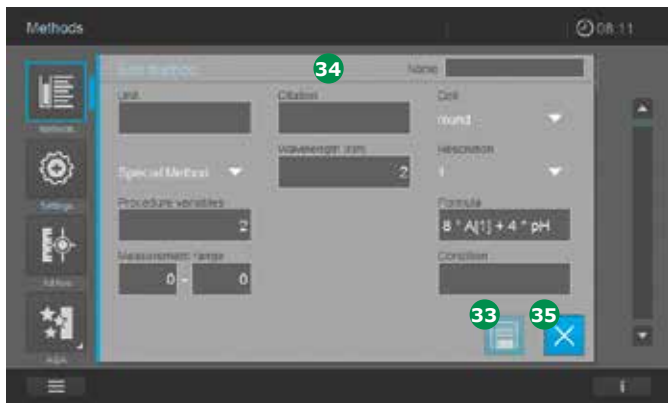 Methods
08:11
34
Name
Unit
Citation
Cell
round
Wavelength (nm)
Resolution
Special Method
2
1
Procedure variables
Formula
2
8 * A[1] + 4 * pH
Measurement range
Condition
0 - 0
Settings
33
35